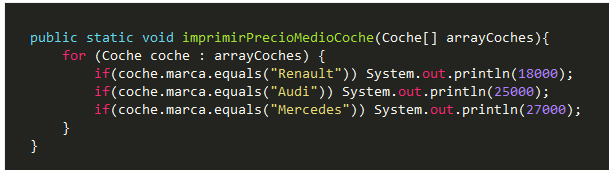 public static void imprimirPrecioMedioCoche(Coche[] arrayCoches){
    for (Coche coche : arrayCoches) {
        if(coche.marca.equals("Renault")) System.out.println(18000);
        if(coche.marca.equals("Audi")) System.out.println(25000);
        if(coche.marca.equals("Mercedes")) System.out.println(27000);
    }
}